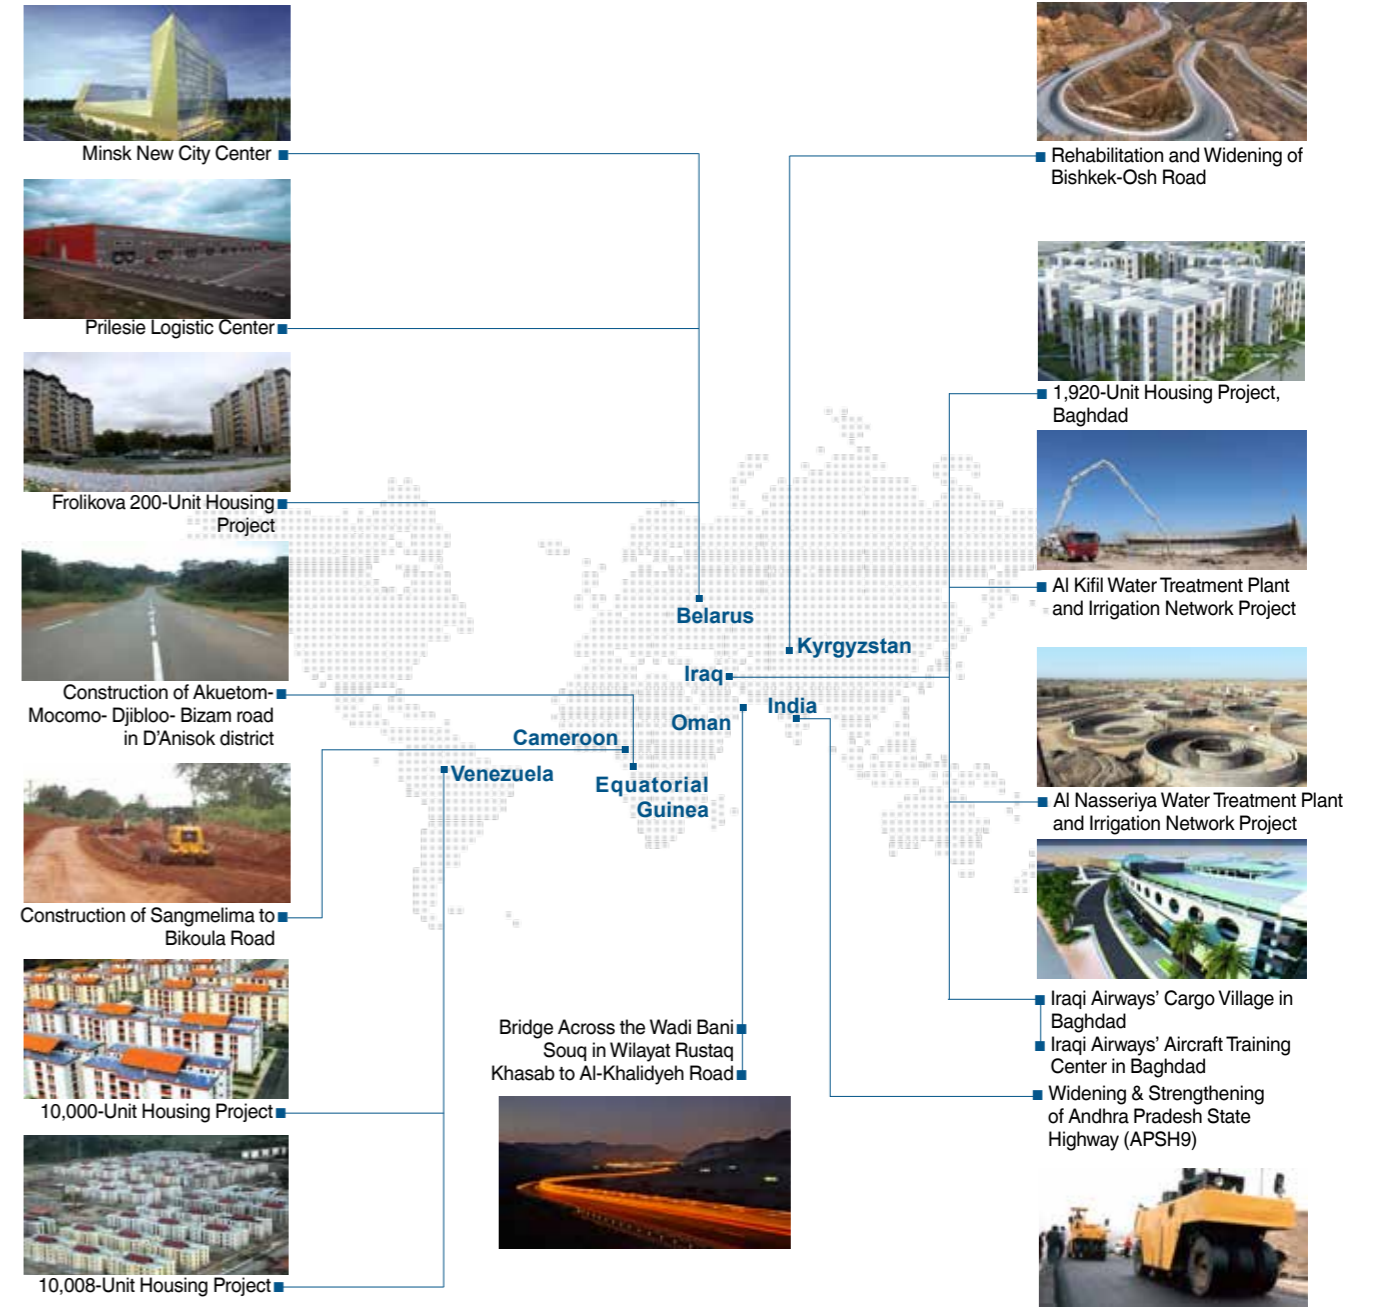 Minsk New City Center
Prilesie Logistic Center
Frolikova 200-Unit Housing
Project
Construction of Akuetom-
Mocomo- Djibloo- Bizam road
in D'Anisok district
Construction of Sangmelima to
Bikoula Road
10,000-Unit Housing Project
10,008-Unit Housing Project
Belarus
Kyrgyzstan
Iraq
India
Oman
Cameroon
Venezuela
Equatorial
Guinea
Bridge Across the Wadi Bani
Souq in Wilayat Rustaq
Khasab to Al-Khalidyeh Road
Rehabilitation and Widening of
Bishkek-Osh Road
1,920-Unit Housing Project,
Baghdad
Al Kifil Water Treatment Plant
and Irrigation Network Project
Al Nasseriya Water Treatment Plant
and Irrigation Network Project
Iraqi Airways' Cargo Village in
Baghdad
Iraqi Airways' Aircraft Training
Center in Baghdad
Widening & Strengthening
of Andhra Pradesh State
Highway (APSH9)